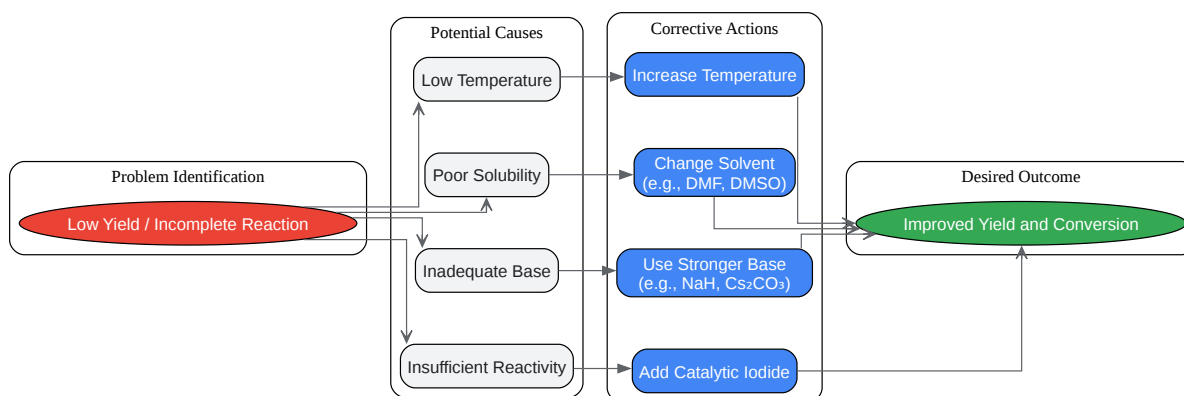 Problem Identification
Low Yield / Incomplete Reaction
Potential Causes
Low Temperature
Poor Solubility
Inadequate Base
Insufficient Reactivity
Corrective Actions
Increase Temperature
Change Solvent
(e.g., DMF, DMSO)
Use Stronger Base
(e.g., NaH, Cs₂CO₃)
Add Catalytic Iodide
Desired Outcome
Improved Yield and Conversion